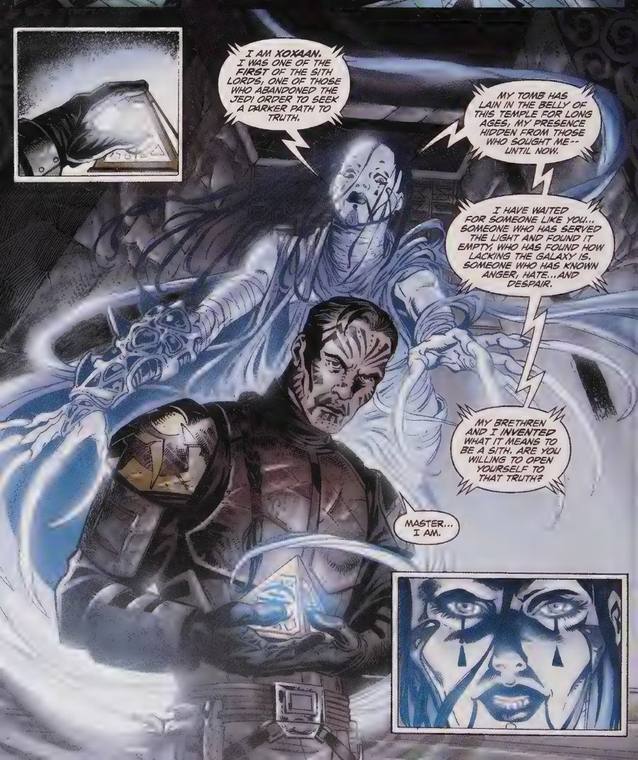 I AM XOXAAN.
I WAS ONE OF THE
FIRST OF THE SITH
LORDS, ONE OF THOSE
WHO ABANDONED THE
JEDI ORDER TO SEEK
A DARKER PATH TO
TRUTH.
MY TOMB HAS
LAIN IN THE BELLY OF
THIS TEMPLE FOR LONG
AGES, MY PRESENCE
HIDDEN FROM THOSE
WHO SOUGHT ME--
UNTIL NOW.
I HAVE WAITED
FOR SOMEONE LIKE YOU...
SOMEONE WHO HAS SERVED
THE LIGHT AND FOUND IT
EMPTY, WHO HAS FOUND HOW
LACKING THE GALAXY IS.
SOMEONE WHO HAS KNOWN
ANGER, HATE...AND
DESPAIR.
MY BRETHREN
AND I INVENTED
WHAT IT MEANS TO
BE A SITH. ARE YOU
WILLING TO OPEN
YOURSELF TO
THAT TRUTH?
MASTER...
I AM.